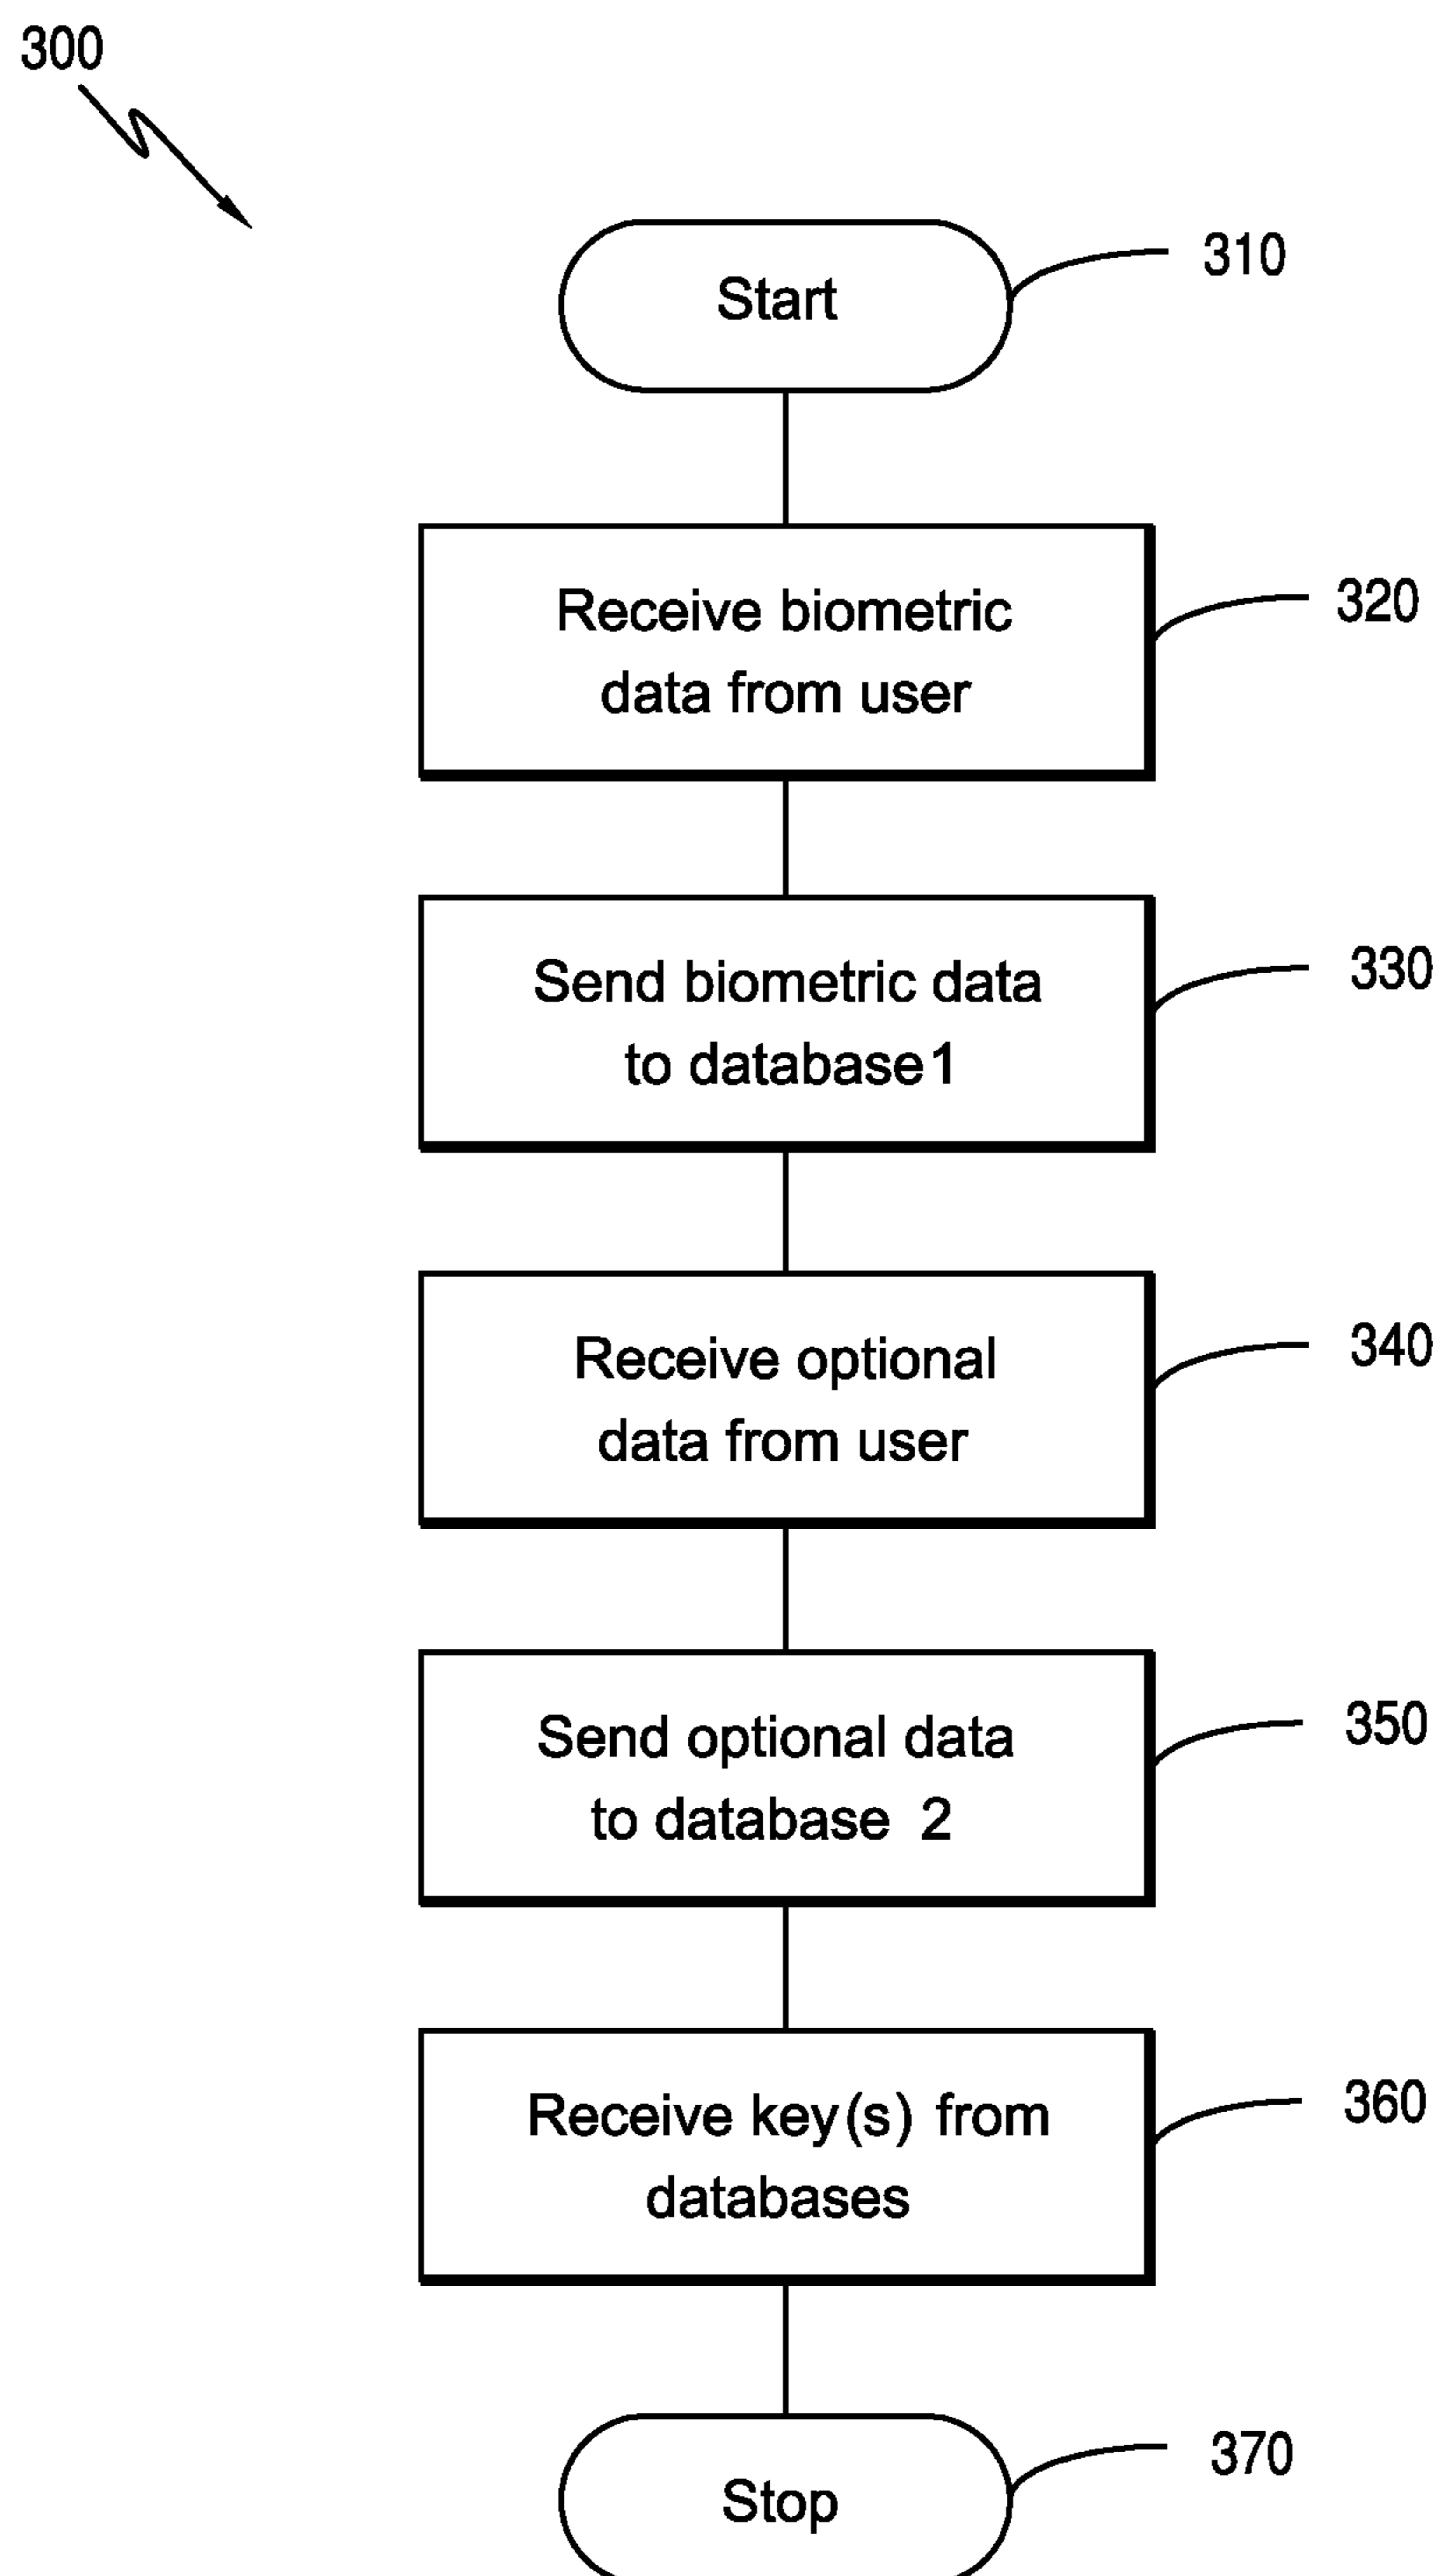 300
Start
310
Receive biometric
data from user
320
Send biometric data
to database1
330
Receive optional
data from user
340
Send optional data
to database 2
350
Receive key(s) from
databases
360
Stop
370